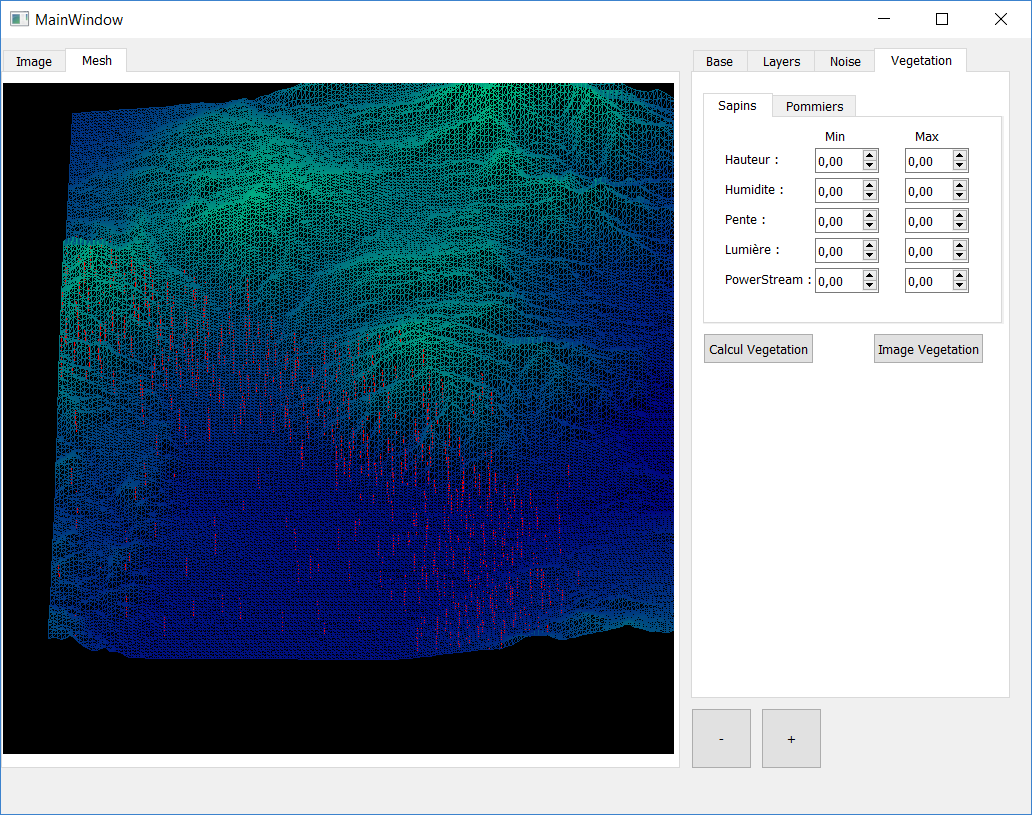 MainWindow
Image Mesh
Base Layers Noise Vegetation
Sapins Pommiers
Min Max
Hauteur : 0,00 0,00
Humidite : 0,00 0,00
Pente : 0,00 0,00
Lumière : 0,00 0,00
PowerStream : 0,00 0,00
Calcul Vegetation Image Vegetation
- +